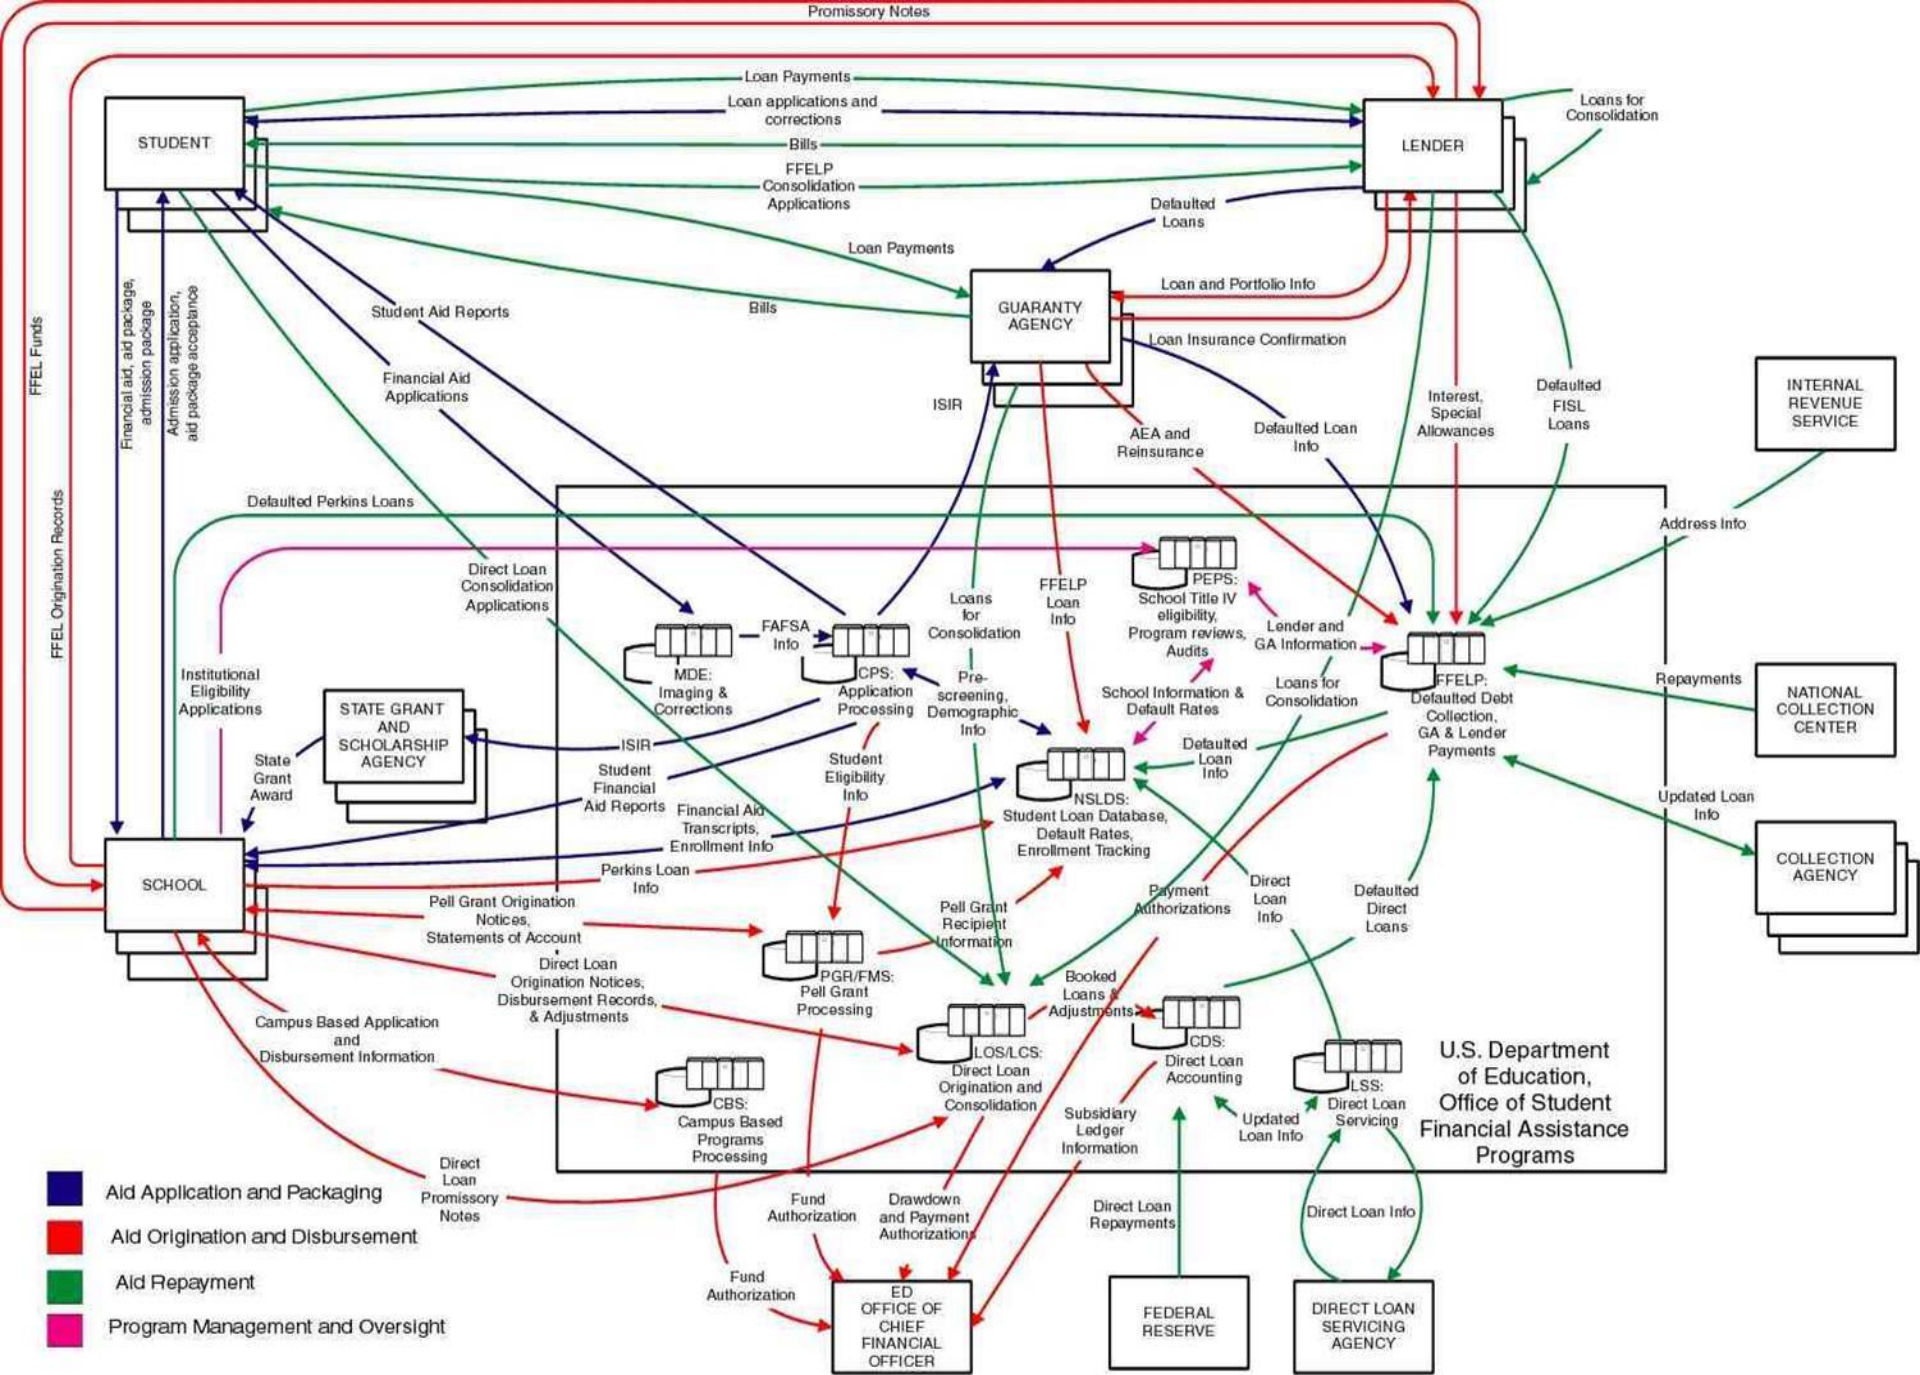 Promissory Notes
Loan Payments
Loan applications and
corrections
Bills
FFELP
Consolidation
Applications
STUDENT
LENDER
Loans for
Consolidation
Defaulted
Loans
Loan Payments
Bills
GUARANTY
AGENCY
Loan and Portfolio Info
Loan Insurance Confirmation
FFEL Funds
FFEL Origination Records
Financial aid, aid package,
admission package
Admission application,
aid package acceptance
Student Aid Reports
Financial Aid
Applications
ISIR
AEA and
Reinsurance
Defaulted Loan
Info
Interest,
Special
Allowances
Defaulted
FISL
Loans
INTERNAL
REVENUE
SERVICE
Address Info
Defaulted Perkins Loans
Direct Loan
Consolidation
Applications
Institutional
Eligibility
Applications
FAFSA
Info
MDE:
Imaging &
Corrections
CPS:
Application
Processing
Loans
for
Consolidation
FFELP
Loan
Info
PEPS:
School Title IV
eligibility,
Program reviews,
Audits
Lender and
GA Information
FFELP:
Defaulted Debt
Collection,
GA & Lender
Payments
Repayments
NATIONAL
COLLECTION
CENTER
Pre-
screening,
Demographic
Info
School Information &
Default Rates
Loans for
Consolidation
STATE GRANT
AND
SCHOLARSHIP
AGENCY
State
Grant
Award
ISIR
Student
Financial
Aid Reports
Student
Eligibility
Info
Defaulted
Loan
Info
NSLDS:
Student Loan Database,
Default Rates,
Enrollment Tracking
Updated Loan
Info
COLLECTION
AGENCY
Financial Aid
Transcripts,
Enrollment Info
Perkins Loan
Info
SCHOOL
Pell Grant Origination
Notices,
Statements of Account
Pell Grant
Recipient
Information
Payment
Authorizations
Direct
Loan
Info
Defaulted
Direct
Loans
Direct Loan
Origination Notices,
Disbursement Records,
& Adjustments
PGR/FMS:
Pell Grant
Processing
Booked
Loans &
Adjustments
Campus Based Application
and
Disbursement Information
LOS/LCS:
Direct Loan
Origination and
Consolidation
CDS:
Direct Loan
Accounting
LSS:
Direct Loan
Servicing
CBS:
Campus Based
Programs
Processing
Subsidiary
Ledger
Information
Updated
Loan Info
U.S. Department
of Education,
Office of Student
Financial Assistance
Programs
Direct
Loan
Promissory
Notes
Fund
Authorization
Drawdown
and Payment
Authorizations
Direct Loan
Repayments
Direct Loan Info
Fund
Authorization
ED
OFFICE OF
CHIEF
FINANCIAL
OFFICER
FEDERAL
RESERVE
DIRECT LOAN
SERVICING
AGENCY
Aid Application and Packaging
Aid Origination and Disbursement
Aid Repayment
Program Management and Oversight